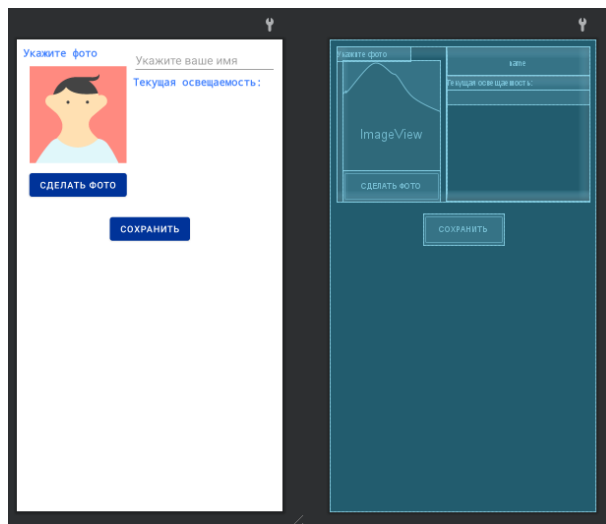 Укажите фото
Укажите ваше имя
Текущая освещаемость:
СДЕЛАТЬ ФОТО
СОХРАНИТЬ
Укажите фото
name
Текущая освещаемость:
ImageView
СДЕЛАТЬ ФОТО
СОХРАНИТЬ